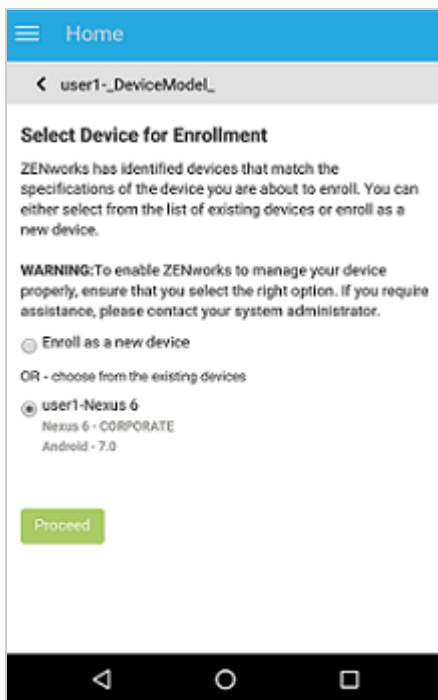 Home
user1-_DeviceModel_
Select Device for Enrollment
ZENworks has identified devices that match the
specifications of the device you are about to enroll. You can
either select from the list of existing devices or enroll as a
new device.
WARNING:To enable ZENworks to manage your device
properly, ensure that you select the right option. If you require
assistance, please contact your system administrator.
Enroll as a new device
OR - choose from the existing devices
user1-Nexus 6
Nexus 6 - CORPORATE
Android - 7.0
Proceed